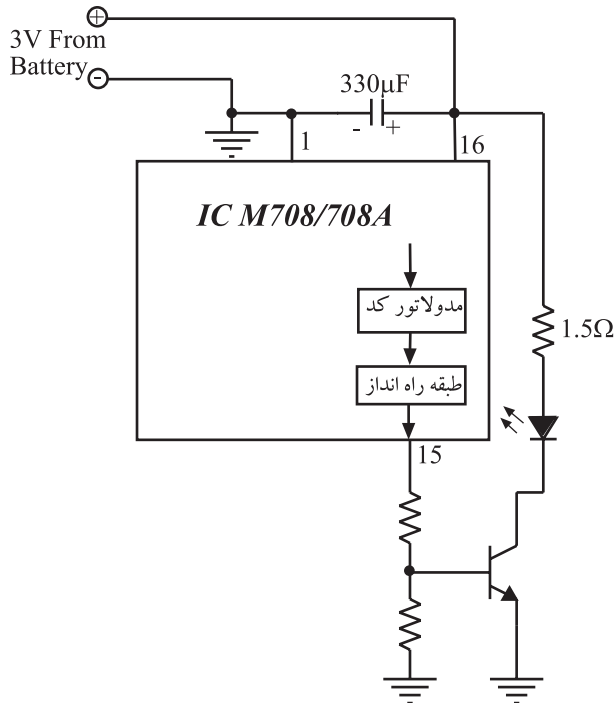 3V From
Battery
+
-
330µF
-
+
1
16
IC M708/708A
مدولاتور کد
طبقه راه انداز
1.5Ω
15